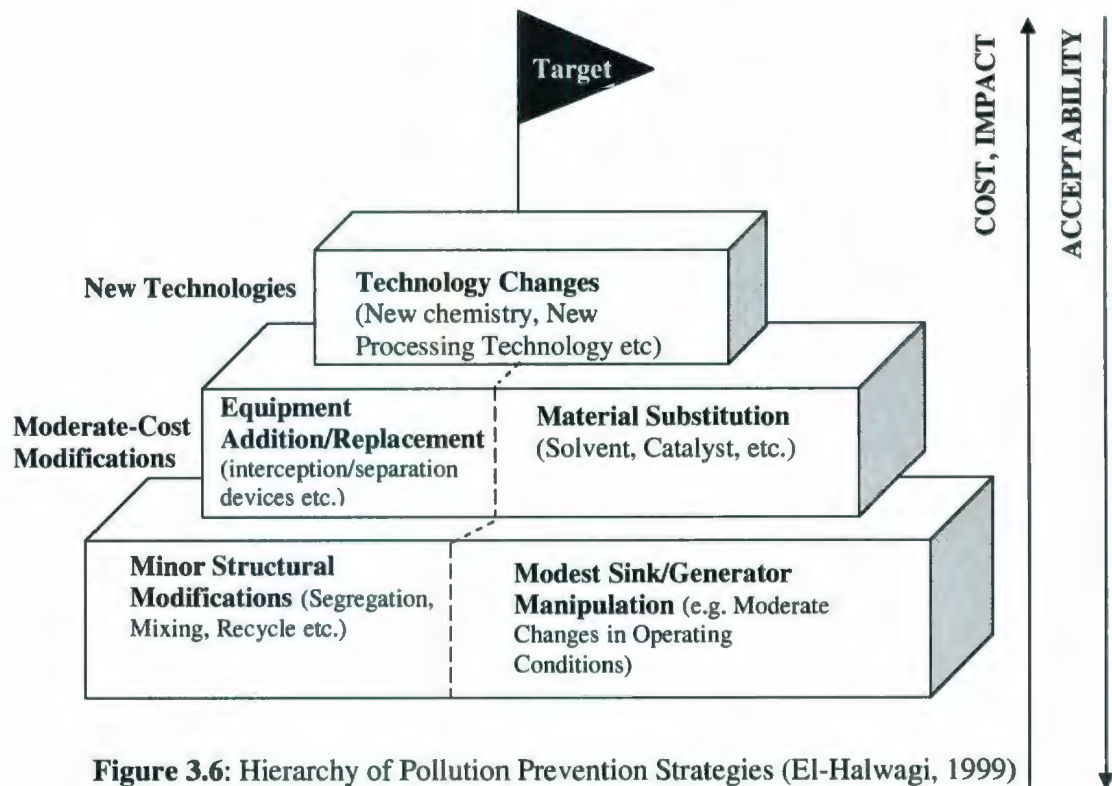 Target
COST, IMPACT
ACCEPTABILITY
New Technologies
Technology Changes
(New chemistry, New
Processing Technology etc)
Moderate-Cost
Modifications
Equipment
Addition/Replacement
(interception/separation
devices etc.)
Material Substitution
(Solvent, Catalyst, etc.)
Minor Structural
Modifications (Segregation,
Mixing, Recycle etc.)
Modest Sink/Generator
Manipulation (e.g. Moderate
Changes in Operating
Conditions)
Figure 3.6: Hierarchy of Pollution Prevention Strategies (El-Halwagi, 1999)